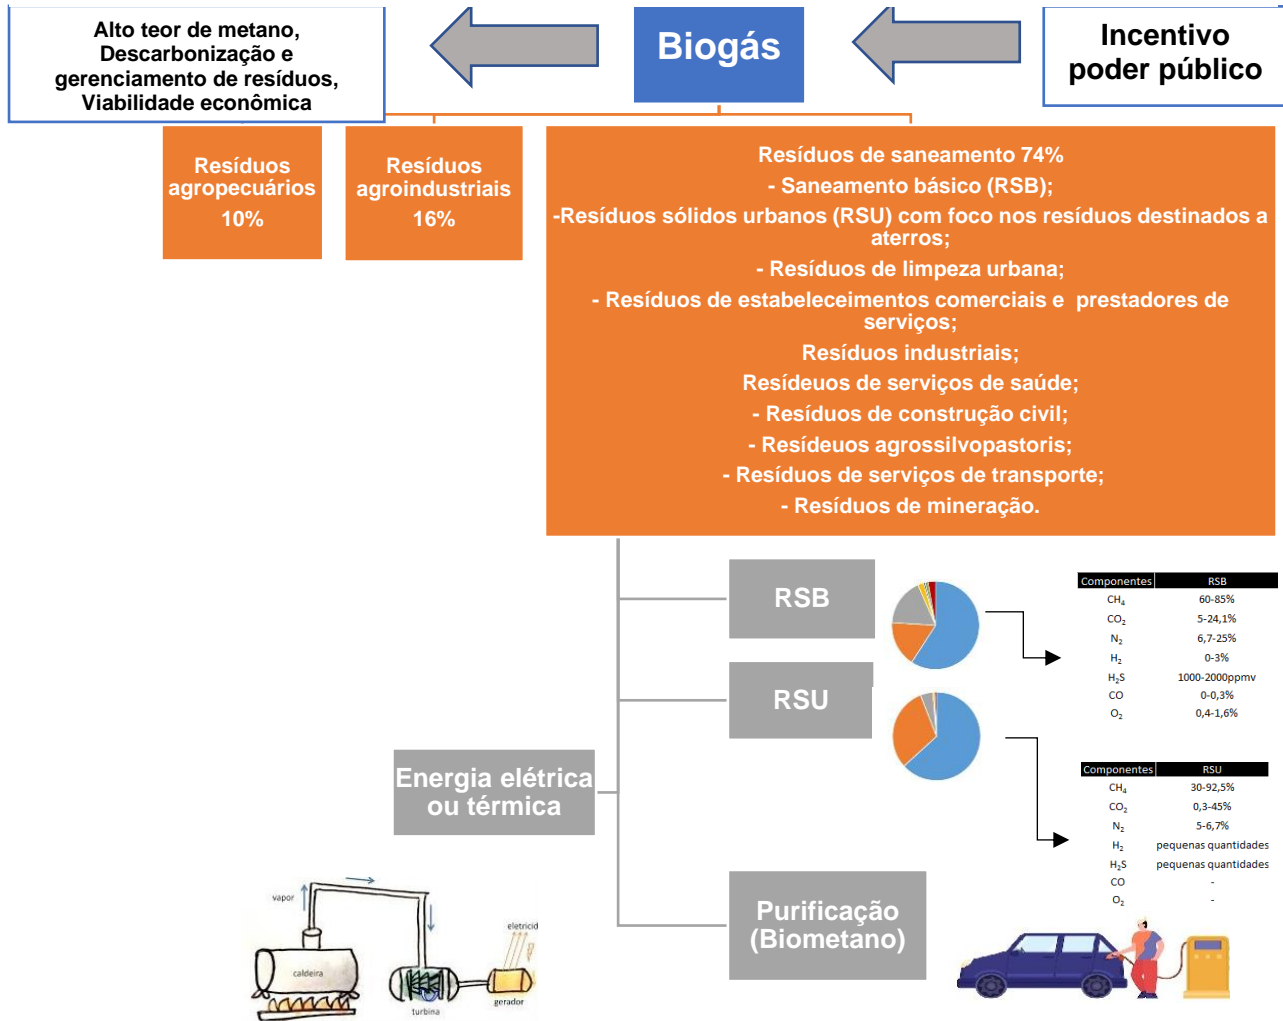 Alto teor de metano,
Descarbonização e
gerenciamento de resíduos,
Viabilidade econômica
Biogás
Incentivo
poder público
Resíduos
agropecuários
10%
Resíduos
agroindustriais
16%
Resíduos de saneamento 74%
- Saneamento básico (RSB);
-Resíduos sólidos urbanos (RSU) com foco nos resíduos destinados a
aterros;
- Resíduos de limpeza urbana;
- Resíduos de estabeleceimentos comerciais e prestadores de
serviços;
Resíduos industriais;
Resídeuos de serviços de saúde;
- Resíduos de construção civil;
- Resídeuos agrossilvopastoris;
- Resíduos de serviços de transporte;
- Resíduos de mineração.
RSB
Componentes RSB
CH₄ 60-85%
CO₂ 5-24,1%
N₂ 6,7-25%
H₂ 0-3%
H₂S 1000-2000ppmv
CO 0-0,3%
O₂ 0,4-1,6%
RSU
Componentes RSU
CH₄ 30-92,5%
CO₂ 0,3-45%
N₂ 5-6,7%
H₂ pequenas quantidades
H₂S pequenas quantidades
CO -
O₂ -
Energia elétrica
ou térmica
Purificação
(Biometano)
vapor
caldeira
turbina
gerador
eletricid